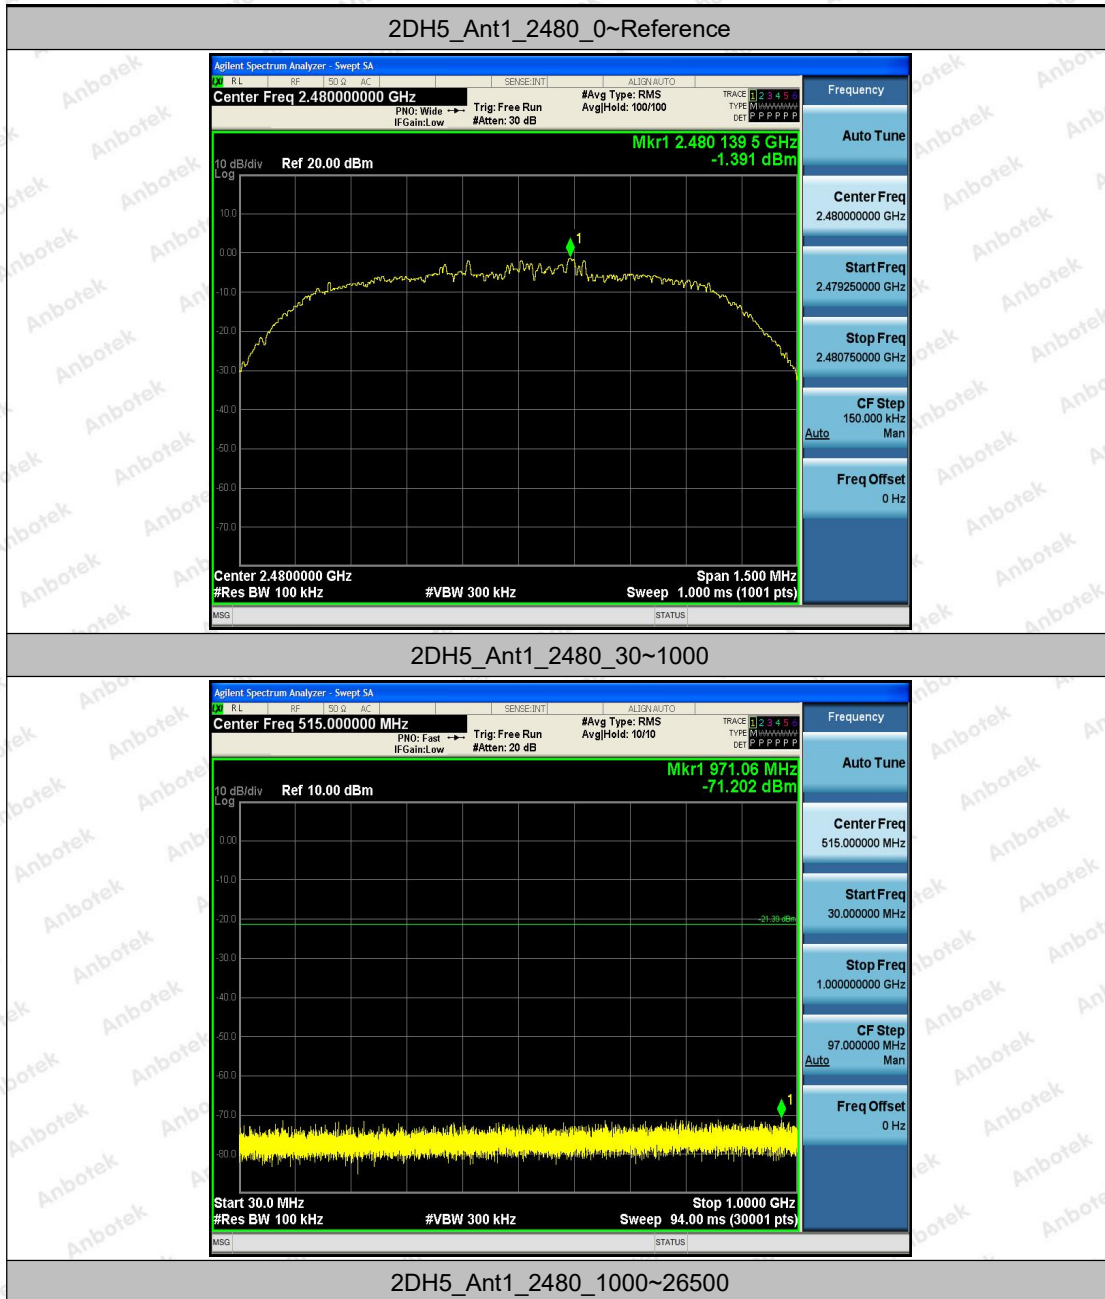 2DH5_Ant1_2480_0~Reference
Agilent Spectrum Analyzer - Swept SA
LXI RL RF 50 Ω AC SENSE:INT ALIGN AUTO
Center Freq 2.480000000 GHz
PNO: Wide
IFGain:Low
Trig: Free Run
#Atten: 30 dB
#Avg Type: RMS
Avg|Hold: 100/100
TRACE 1 2 3 4 5 6
TYPE M
DET P P P P P P
Mkr1 2.480 139 5 GHz
-1.391 dBm
10 dB/div Ref 20.00 dBm
Log
10.0
0.00
-10.0
-20.0
-30.0
-40.0
-50.0
-60.0
-70.0
1
Center 2.4800000 GHz Span 1.500 MHz
#Res BW 100 kHz #VBW 300 kHz Sweep 1.000 ms (1001 pts)
MSG STATUS
Frequency
Auto Tune
Center Freq
2.480000000 GHz
Start Freq
2.479250000 GHz
Stop Freq
2.480750000 GHz
CF Step
150.000 kHz
Auto Man
Freq Offset
0 Hz
2DH5_Ant1_2480_30~1000
Agilent Spectrum Analyzer - Swept SA
LXI RL RF 50 Ω AC SENSE:INT ALIGN AUTO
Center Freq 515.000000 MHz
PNO: Fast
IFGain:Low
Trig: Free Run
#Atten: 20 dB
#Avg Type: RMS
Avg|Hold: 10/10
TRACE 1 2 3 4 5 6
TYPE M
DET P P P P P P
Mkr1 971.06 MHz
-71.202 dBm
10 dB/div Ref 10.00 dBm
Log
0.00
-10.0
-20.0
-30.0
-40.0
-50.0
-60.0
-70.0
-80.0
-21.39 dBm
1
Start 30.0 MHz Stop 1.0000 GHz
#Res BW 100 kHz #VBW 300 kHz Sweep 94.00 ms (30001 pts)
MSG STATUS
Frequency
Auto Tune
Center Freq
515.000000 MHz
Start Freq
30.000000 MHz
Stop Freq
1.000000000 GHz
CF Step
97.000000 MHz
Auto Man
Freq Offset
0 Hz
2DH5_Ant1_2480_1000~26500
Anbotek